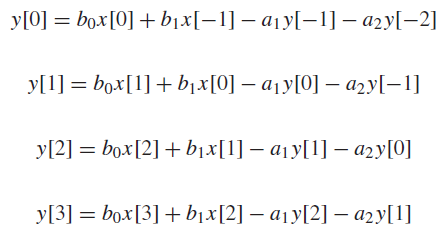 y[0] = b₀x[0] + b₁x[−1] − a₁y[−1] − a₂y[−2]
y[1] = b₀x[1] + b₁x[0] − a₁y[0] − a₂y[−1]
y[2] = b₀x[2] + b₁x[1] − a₁y[1] − a₂y[0]
y[3] = b₀x[3] + b₁x[2] − a₁y[2] − a₂y[1]